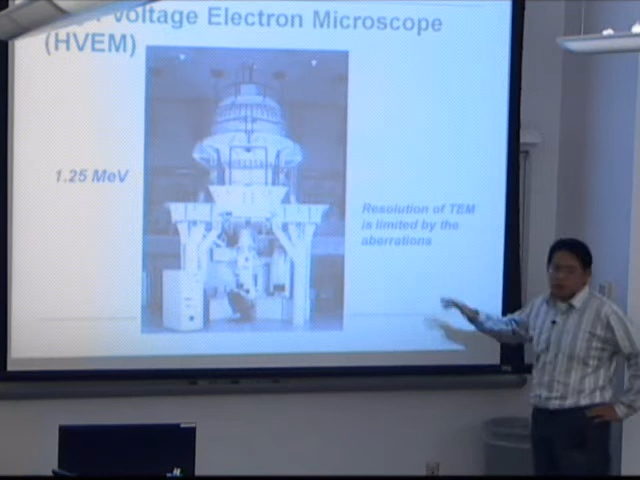 Voltage Electron Microscope
(HVEM)
1.25 MeV
Resolution of TEM
is limited by the
aberrations